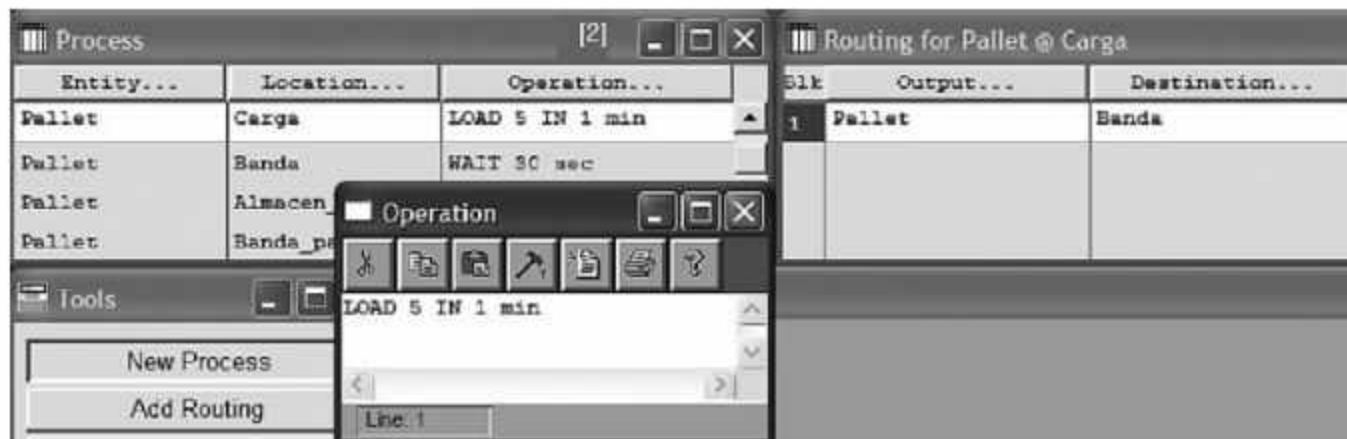 Process [2]
Entity... Location... Operation...
Pallet Carga LOAD 5 IN 1 min
Pallet Banda WAIT 30 sec
Pallet Almacen_
Pallet Banda_pa
Routing for Pallet @ Carga
Blk Output... Destination...
1 Pallet Banda
Operation
LOAD 5 IN 1 min
Line: 1
Tools
New Process
Add Routing